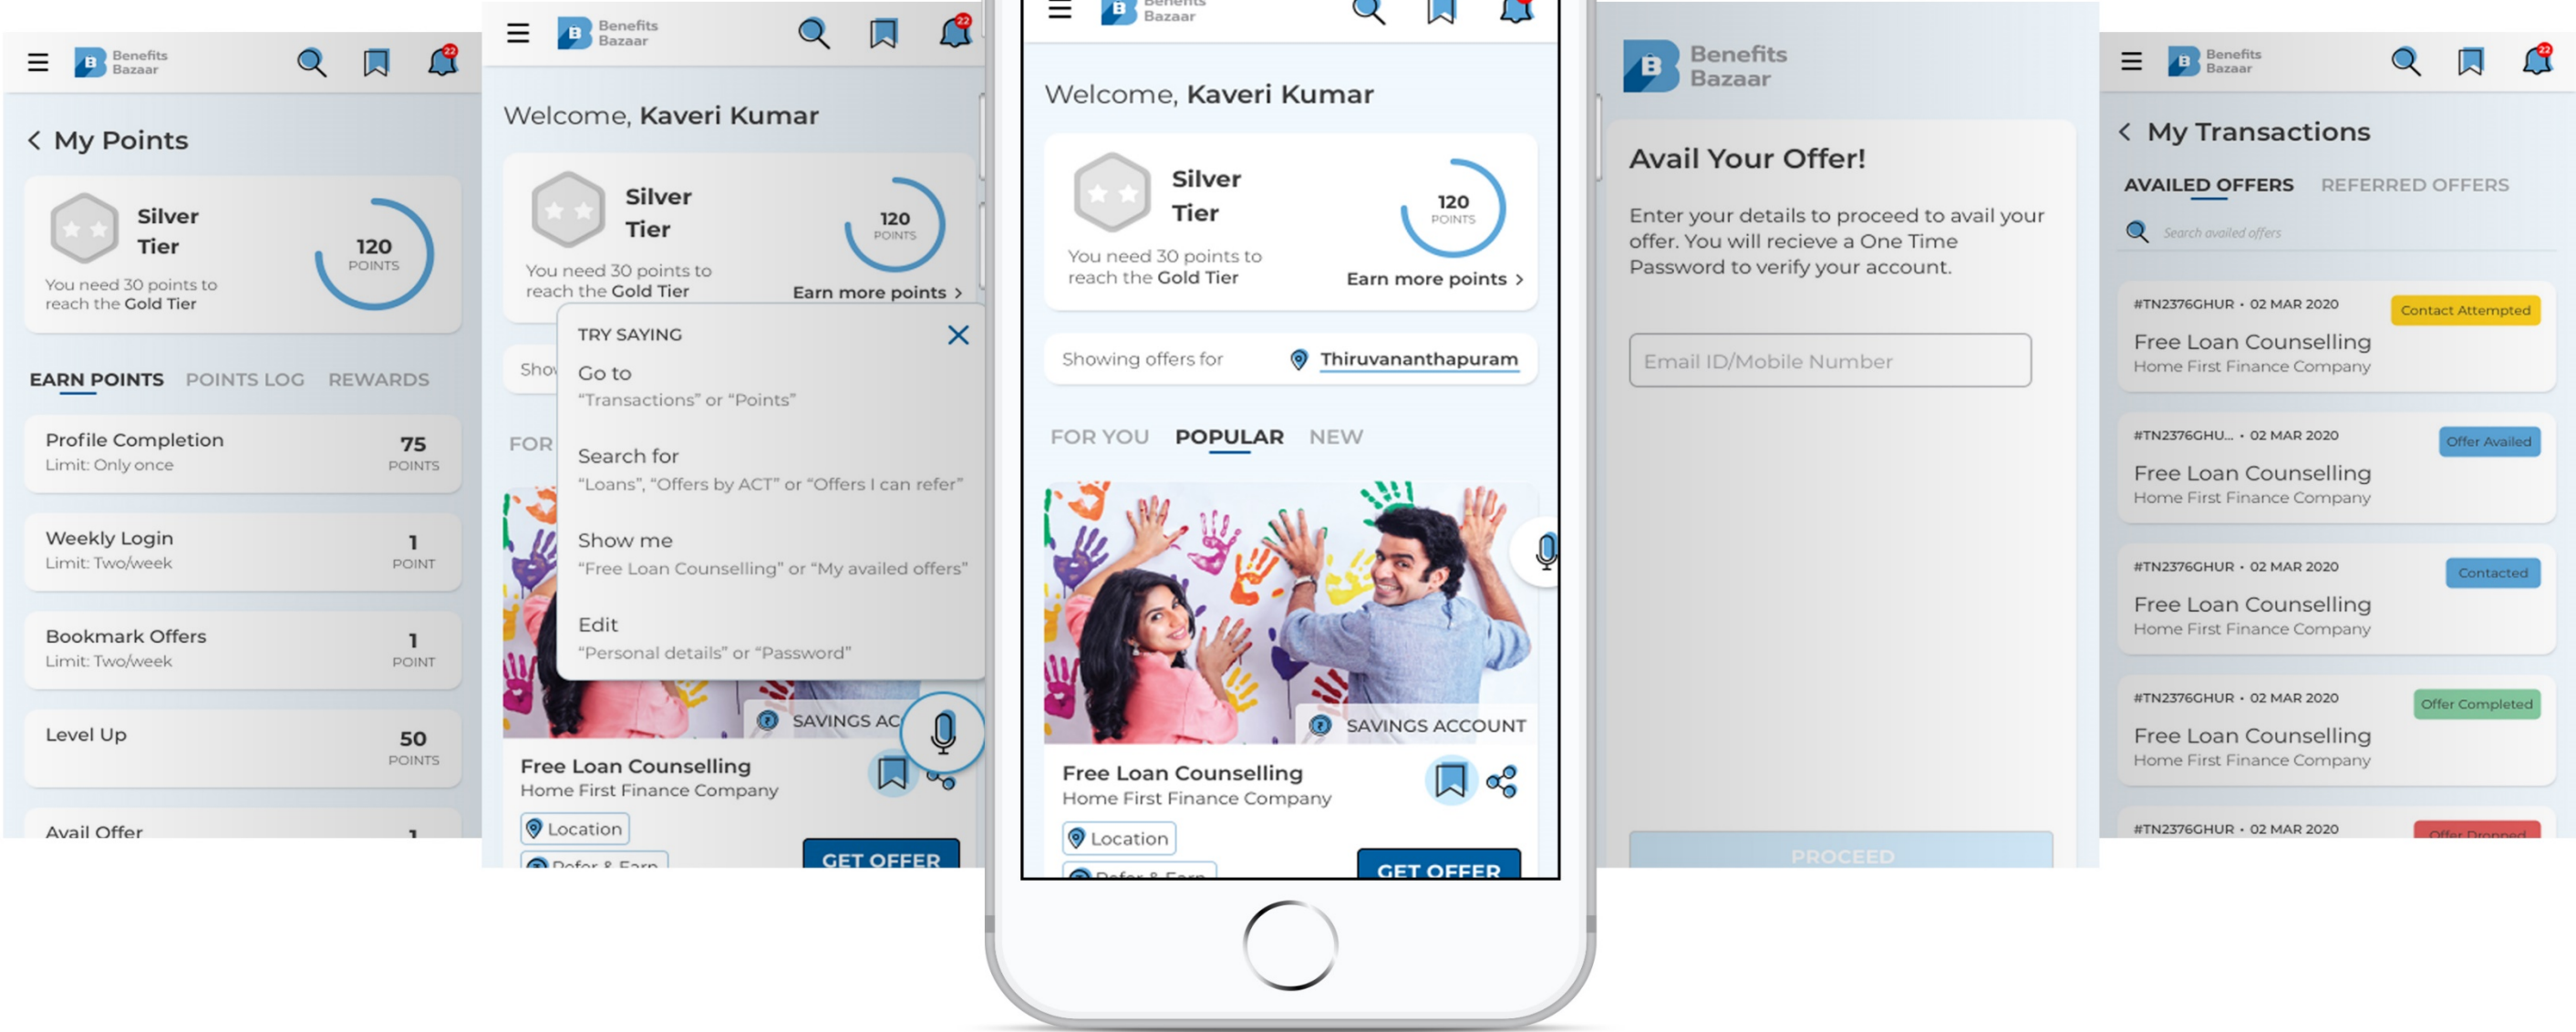 Benefits
Bazaar
22
My Points
Silver
Tier
120
POINTS
You need 30 points to
reach the Gold Tier
EARN POINTS POINTS LOG REWARDS
Profile Completion
Limit: Only once
75
POINTS
Weekly Login
Limit: Two/week
1
POINT
Bookmark Offers
Limit: Two/week
1
POINT
Level Up
50
POINTS
Avail Offer
1
Benefits
Bazaar
22
Welcome, Kaveri Kumar
Silver
Tier
120
POINTS
You need 30 points to
reach the Gold Tier
Earn more points >
Show
FOR
TRY SAYING
Go to
“Transactions” or “Points”
Search for
“Loans”, “Offers by ACT” or “Offers I can refer”
Show me
“Free Loan Counselling” or “My availed offers”
Edit
“Personal details” or “Password”
SAVINGS AC
Free Loan Counselling
Home First Finance Company
Location
Refer & Earn
GET OFFER
Benefits
Bazaar
Welcome, Kaveri Kumar
Silver
Tier
120
POINTS
You need 30 points to
reach the Gold Tier
Earn more points >
Showing offers for Thiruvananthapuram
FOR YOU POPULAR NEW
SAVINGS ACCOUNT
Free Loan Counselling
Home First Finance Company
Location
Refer & Earn
GET OFFER
Benefits
Bazaar
Avail Your Offer!
Enter your details to proceed to avail your
offer. You will recieve a One Time
Password to verify your account.
Email ID/Mobile Number
PROCEED
Benefits
Bazaar
22
My Transactions
AVAILED OFFERS REFERRED OFFERS
Search availed offers
#TN2376GHUR • 02 MAR 2020
Contact Attempted
Free Loan Counselling
Home First Finance Company
#TN2376GHU... • 02 MAR 2020
Offer Availed
Free Loan Counselling
Home First Finance Company
#TN2376GHUR • 02 MAR 2020
Contacted
Free Loan Counselling
Home First Finance Company
#TN2376GHUR • 02 MAR 2020
Offer Completed
Free Loan Counselling
Home First Finance Company
#TN2376GHUR • 02 MAR 2020
Offer Dropped